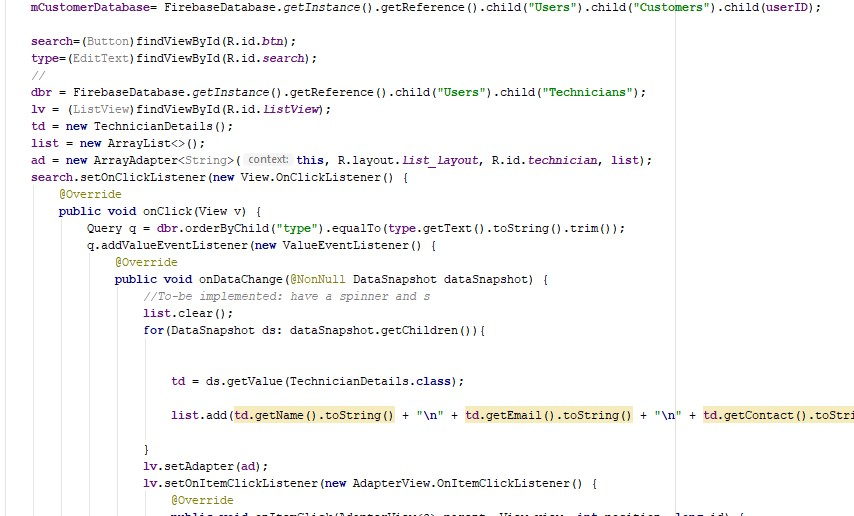 mCustomerDatabase= FirebaseDatabase.getInstance().getReference().child("Users").child("Customers").child(userID);
search=(Button)findViewById(R.id.btn);
type=(EditText)findViewById(R.id.search);
//
dbr = FirebaseDatabase.getInstance().getReference().child("Users").child("Technicians");
lv = (ListView)findViewById(R.id.listView);
td = new TechnicianDetails();
list = new ArrayList<>();
ad = new ArrayAdapter<String>( context: this, R.layout.list_layout, R.id.technician, list);
search.setOnClickListener(new View.OnClickListener() {
@Override
public void onClick(View v) {
Query q = dbr.orderByChild("type").equalTo(type.getText().toString().trim());
q.addValueEventListener(new ValueEventListener() {
@Override
public void onDataChange(@NonNull DataSnapshot dataSnapshot) {
//To-be implemented: have a spinner and s
list.clear();
for(DataSnapshot ds: dataSnapshot.getChildren()){
td = ds.getValue(TechnicianDetails.class);
list.add(td.getName().toString() + "\n" + td.getEmail().toString() + "\n" + td.getContact().toStri
}
lv.setAdapter(ad);
lv.setOnItemClickListener(new AdapterView.OnItemClickListener() {
@Override